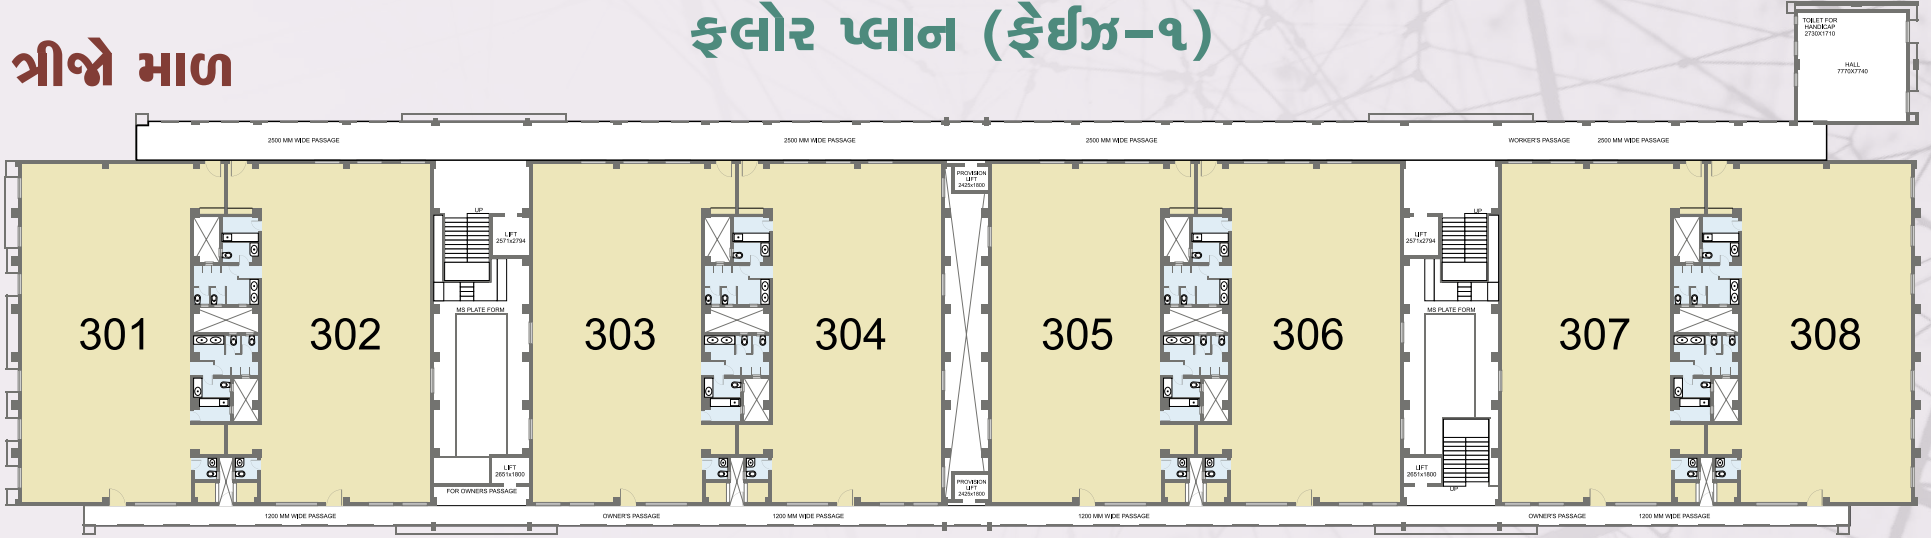 ફલોર પ્લાન (ફેઈઝ-૧)
ત્રીજો માળ
TOILET FOR
HANDICAP
2730X1710
HALL
7770X7740
2500 MM WIDE PASSAGE
2500 MM WIDE PASSAGE
2500 MM WIDE PASSAGE
WORKER'S PASSAGE
2500 MM WIDE PASSAGE
PROVISION
LIFT
2425x1800
UP
LIFT
2571x2794
UP
LIFT
2571x2794
MS PLATE FORM
MS PLATE FORM
301
302
303
304
305
306
307
308
LIFT
2651x1800
FOR OWNERS PASSAGE
PROVISION
LIFT
2425x1800
LIFT
2651x1800
UP
1200 MM WIDE PASSAGE
OWNER'S PASSAGE
1200 MM WIDE PASSAGE
1200 MM WIDE PASSAGE
OWNER'S PASSAGE
1200 MM WIDE PASSAGE